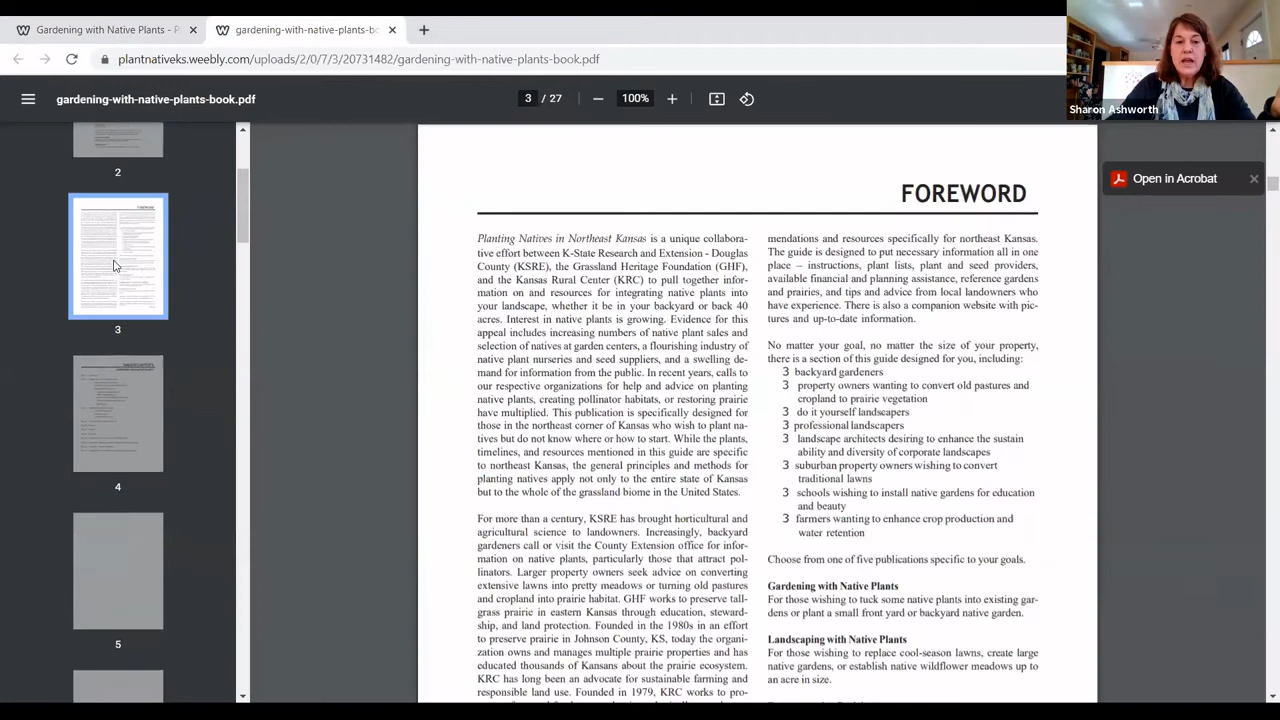 Gardening with Native Plants - P
gardening-with-native-plants-bo
plantnativeks.weebly.com/uploads/2/0/7/3/20731482/gardening-with-native-plants-book.pdf
Sharon Ashworth
gardening-with-native-plants-book.pdf
3 / 27
100%
Open in Acrobat
2
3
4
5
FOREWORD
Planting Natives in Northeast Kansas is a unique collabora-
tive effort between K-State Research and Extension - Douglas
County (KSRE), the Grassland Heritage Foundation (GHF),
and the Kansas Rural Center (KRC) to pull together infor-
mation on and resources for integrating native plants into
your landscape, whether it be in your backyard or back 40
acres. Interest in native plants is growing. Evidence for this
appeal includes increasing numbers of native plant sales and
selection of natives at garden centers, a flourishing industry of
native plant nurseries and seed suppliers, and a swelling de-
mand for information from the public. In recent years, calls to
our respective organizations for help and advice on planting
native plants, creating pollinator habitats, or restoring prairie
have multiplied. This publication is specifically designed for
those in the northeast corner of Kansas who wish to plant na-
tives but do not know where or how to start. While the plants,
timelines, and resources mentioned in this guide are specific
to northeast Kansas, the general principles and methods for
planting natives apply not only to the entire state of Kansas
but to the whole of the grassland biome in the United States.
For more than a century, KSRE has brought horticultural and
agricultural science to landowners. Increasingly, backyard
gardeners call or visit the County Extension office for infor-
mation on native plants, particularly those that attract pol-
linators. Larger property owners seek advice on converting
extensive lawns into pretty meadows or turning old pastures
and cropland into prairie habitat. GHF works to preserve tall-
grass prairie in eastern Kansas through education, steward-
ship, and land protection. Founded in the 1980s in an effort
to preserve prairie in Johnson County, KS, today the organi-
zation owns and manages multiple prairie properties and has
educated thousands of Kansans about the prairie ecosystem.
KRC has long been an advocate for sustainable farming and
responsible land use. Founded in 1979, KRC works to pro-
mendations and resources specifically for northeast Kansas.
The guide is designed to put necessary information all in one
place – instructions, plant lists, plant and seed providers,
available financial and planning assistance, reference gardens
and prairies, and tips and advice from local landowners who
have experience. There is also a companion website with pic-
tures and up-to-date information.
No matter your goal, no matter the size of your property,
there is a section of this guide designed for you, including:
3 backyard gardeners
3 property owners wanting to convert old pastures and
cropland to prairie vegetation
3 do it yourself landscapers
3 professional landscapers
3 landscape architects desiring to enhance the sustain
ability and diversity of corporate landscapes
3 suburban property owners wishing to convert
traditional lawns
3 schools wishing to install native gardens for education
and beauty
3 farmers wanting to enhance crop production and
water retention
Choose from one of five publications specific to your goals.
Gardening with Native Plants
For those wishing to tuck some native plants into existing gar-
dens or plant a small front yard or backyard native garden.
Landscaping with Native Plants
For those wishing to replace cool-season lawns, create large
native gardens, or establish native wildflower meadows up to
an acre in size.